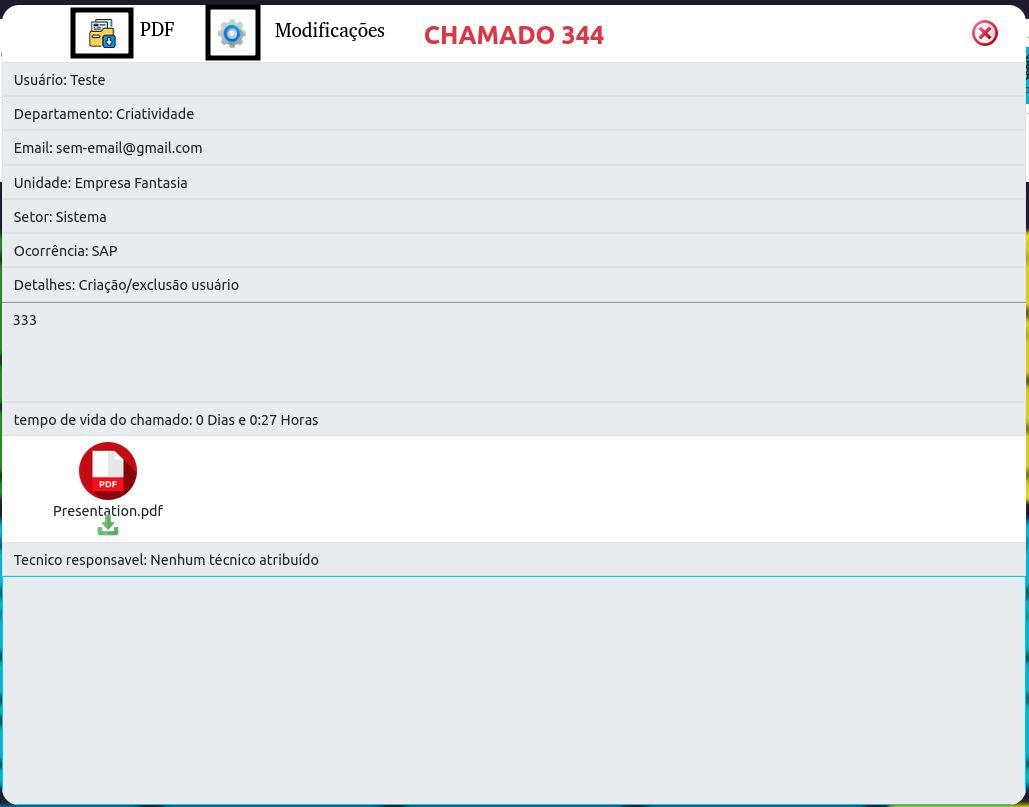 PDF Modificações CHAMADO 344
Usuário: Teste
Departamento: Criatividade
Email: sem-email@gmail.com
Unidade: Empresa Fantasia
Setor: Sistema
Ocorrência: SAP
Detalhes: Criação/exclusão usuário
333
tempo de vida do chamado: 0 Dias e 0:27 Horas
PDF
Presentation.pdf
Tecnico responsavel: Nenhum técnico atribuído